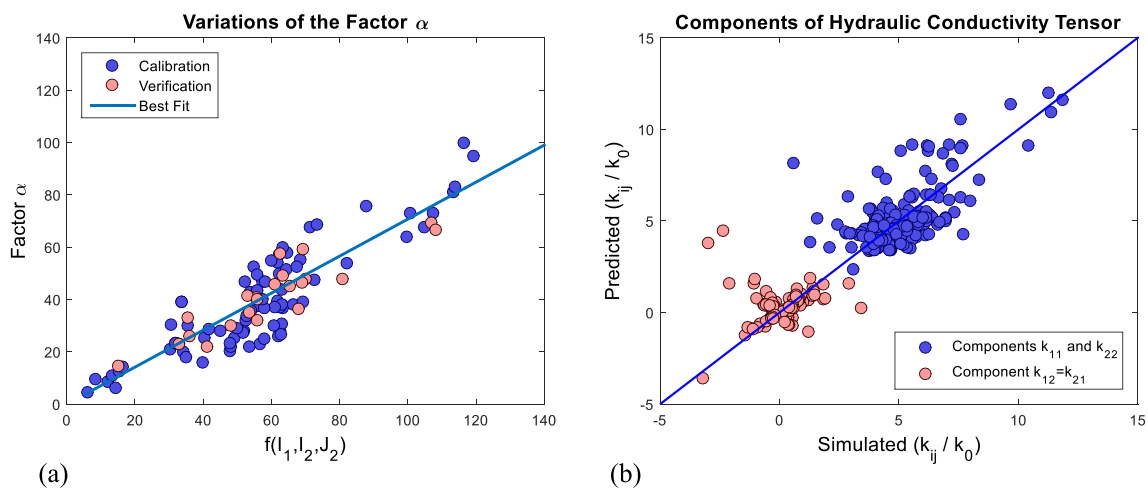 Variations of the Factor α
140
120
100
80
60
40
20
0
Factor α
Calibration
Verification
Best Fit
0 20 40 60 80 100 120 140
f(I1,I2,J2)
(a)
Components of Hydraulic Conductivity Tensor
15
10
5
0
-5
Predicted (kij / k0)
Components k11 and k22
Component k12=k21
-5 0 5 10 15
Simulated (kij / k0)
(b)